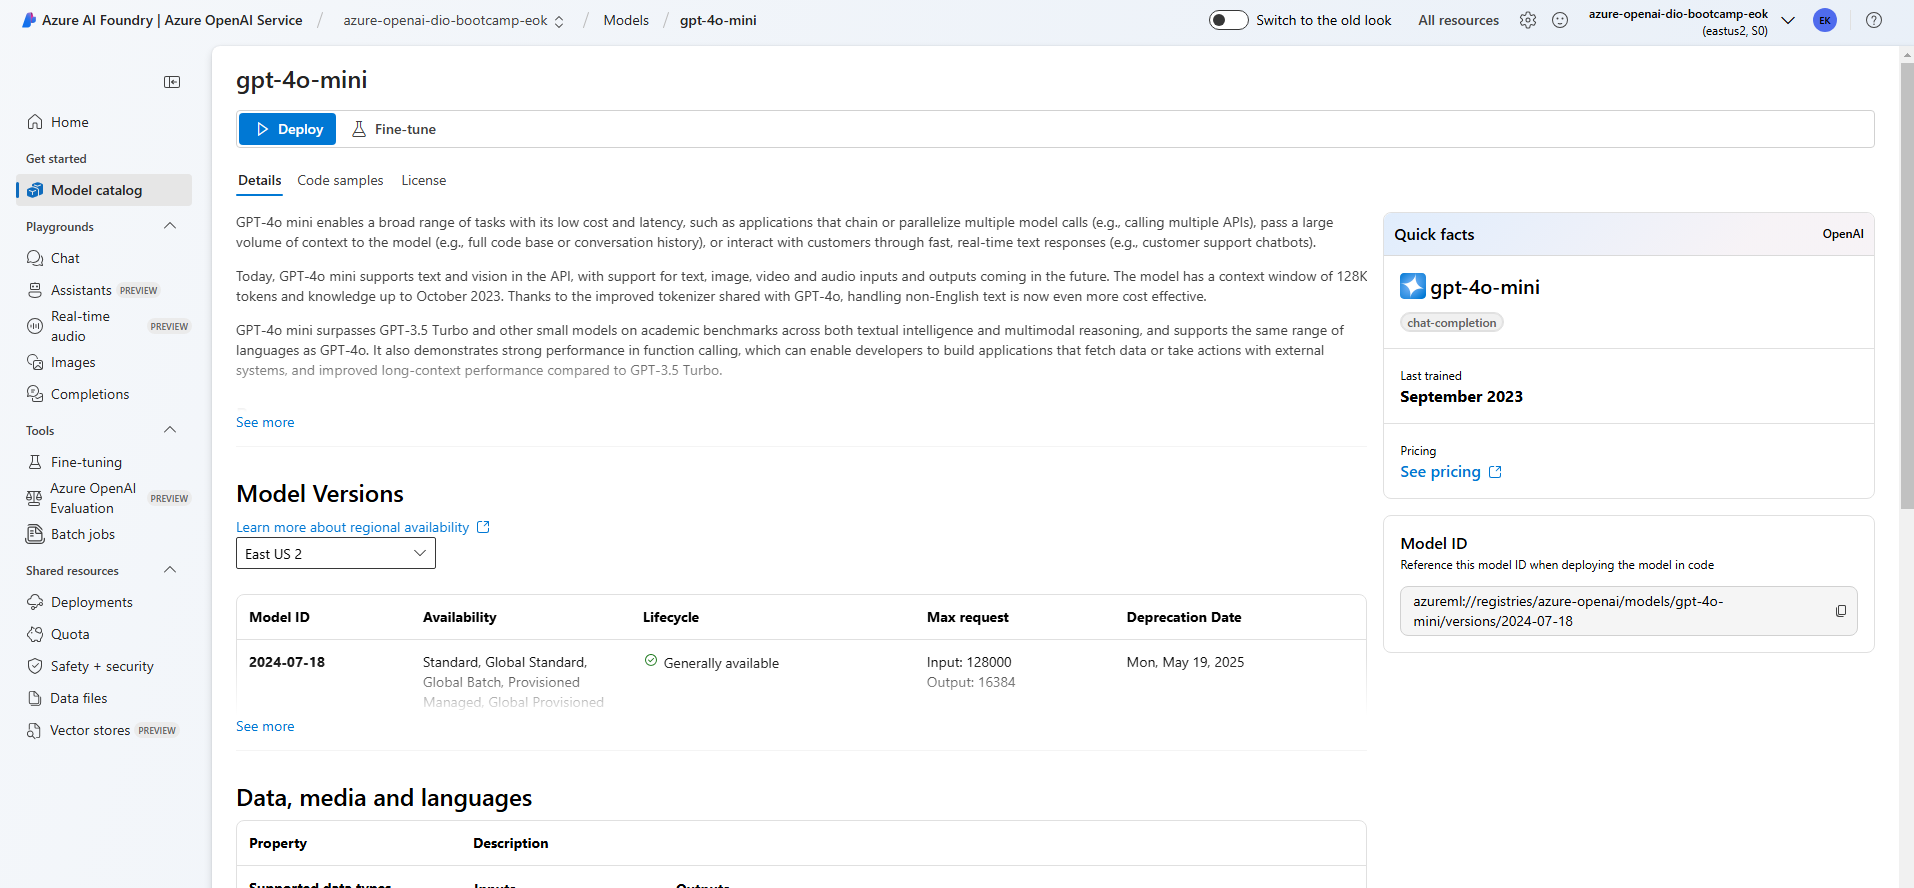 Azure AI Foundry | Azure OpenAI Service / azure-openai-dio-bootcamp-eok / Models / gpt-4o-mini
Switch to the old look All resources azure-openai-dio-bootcamp-eok EK
(eastus2, S0)
gpt-4o-mini
Deploy Fine-tune
Home
Get started
Model catalog
Playgrounds
Chat
Assistants PREVIEW
Real-time
audio PREVIEW
Images
Completions
Tools
Fine-tuning
Azure OpenAI
Evaluation PREVIEW
Batch jobs
Shared resources
Deployments
Quota
Safety + security
Data files
Vector stores PREVIEW
Details Code samples License
GPT-4o mini enables a broad range of tasks with its low cost and latency, such as applications that chain or parallelize multiple model calls (e.g., calling multiple APIs), pass a large
volume of context to the model (e.g., full code base or conversation history), or interact with customers through fast, real-time text responses (e.g., customer support chatbots).
Today, GPT-4o mini supports text and vision in the API, with support for text, image, video and audio inputs and outputs coming in the future. The model has a context window of 128K
tokens and knowledge up to October 2023. Thanks to the improved tokenizer shared with GPT-4o, handling non-English text is now even more cost effective.
GPT-4o mini surpasses GPT-3.5 Turbo and other small models on academic benchmarks across both textual intelligence and multimodal reasoning, and supports the same range of
languages as GPT-4o. It also demonstrates strong performance in function calling, which can enable developers to build applications that fetch data or take actions with external
systems, and improved long-context performance compared to GPT-3.5 Turbo.
See more
Model Versions
Learn more about regional availability
East US 2
Model ID Availability Lifecycle Max request Deprecation Date
2024-07-18 Standard, Global Standard, Generally available Input: 128000 Mon, May 19, 2025
Global Batch, Provisioned Output: 16384
Managed, Global Provisioned
See more
Data, media and languages
Property Description
Supported data types Inputs Outputs
Quick facts OpenAI
gpt-4o-mini
chat-completion
Last trained
September 2023
Pricing
See pricing
Model ID
Reference this model ID when deploying the model in code
azureml://registries/azure-openai/models/gpt-4o-
mini/versions/2024-07-18